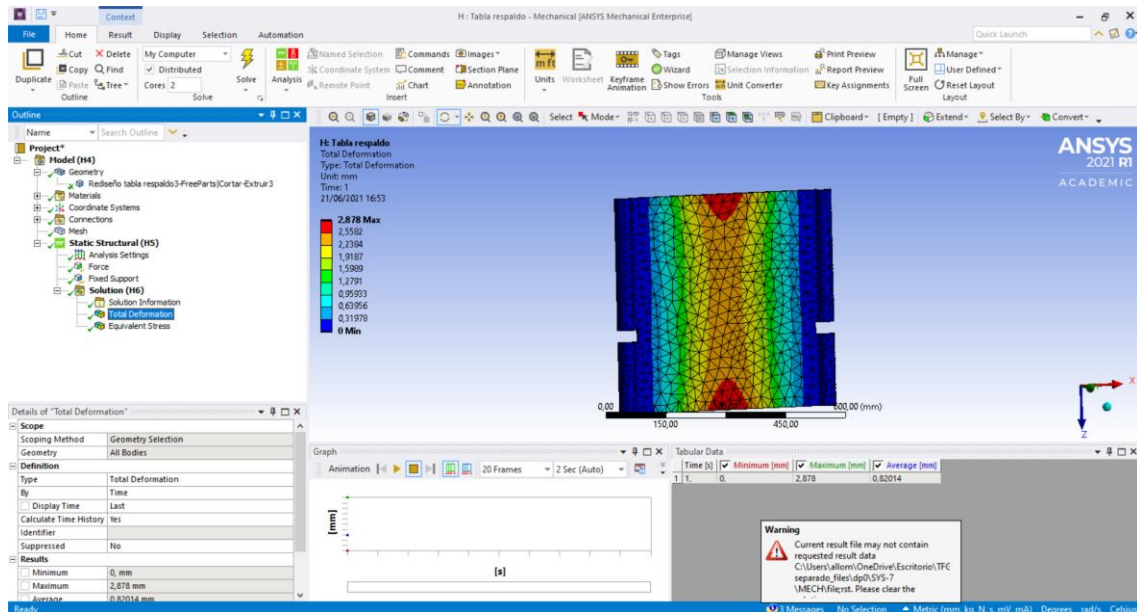 Context
H : Tabla respaldo - Mechanical [ANSYS Mechanical Enterprise]
File Home Result Display Selection Automation
Quick Launch
Duplicate
Cut
Copy
Paste
Delete
Find
Tree
Outline
My Computer
Distributed
Cores 2
Solve
Solve
Analysis
Named Selection
Coordinate System
Remote Point
Commands
Comment
Chart
Images
Section Plane
Annotation
Insert
Units
Worksheet
Keyframe
Animation
Tags
Wizard
Show Errors
Manage Views
Selection Information
Unit Converter
Print Preview
Report Preview
Key Assignments
Tools
Full
Screen
Manage
User Defined
Reset Layout
Layout
Outline
Name
Search Outline
Select Mode
Clipboard [ Empty ] Extend Select By Convert
Project*
Model (H4)
Geometry
Rediseño tabla respaldo3-FreeParts|Cortar-Extruir3
Materials
Coordinate Systems
Connections
Mesh
Static Structural (H5)
Analysis Settings
Force
Fixed Support
Solution (H6)
Solution Information
Total Deformation
Equivalent Stress
H: Tabla respaldo
Total Deformation
Type: Total Deformation
Unit: mm
Time: 1
21/06/2021 16:53
2,878 Max
2,5582
2,2384
1,9187
1,5989
1,2791
0,95933
0,63956
0,31978
0 Min
ANSYS
2021 R1
ACADEMIC
0,00
600,00 (mm)
150,00
450,00
X
Z
Details of "Total Deformation"
Scope
Scoping Method Geometry Selection
Geometry All Bodies
Definition
Type Total Deformation
By Time
Display Time Last
Calculate Time History Yes
Identifier
Suppressed No
Results
Minimum 0, mm
Maximum 2,878 mm
Average 0,82014 mm
Graph
Animation 20 Frames 2 Sec (Auto)
[mm]
[s]
Tabular Data
Time [s] Minimum [mm] Maximum [mm] Average [mm]
1 1, 0, 2,878 0,82014
Warning
Current result file may not contain
requested result data
C:\Users\allom\OneDrive\Escritorio\TFG
separado_files\dp0\SYS-7
\MECH\file.rst. Please clear the
Ready
3 Messages No Selection Metric (mm, kg, N, s, mV, mA) Degrees rad/s Celsius